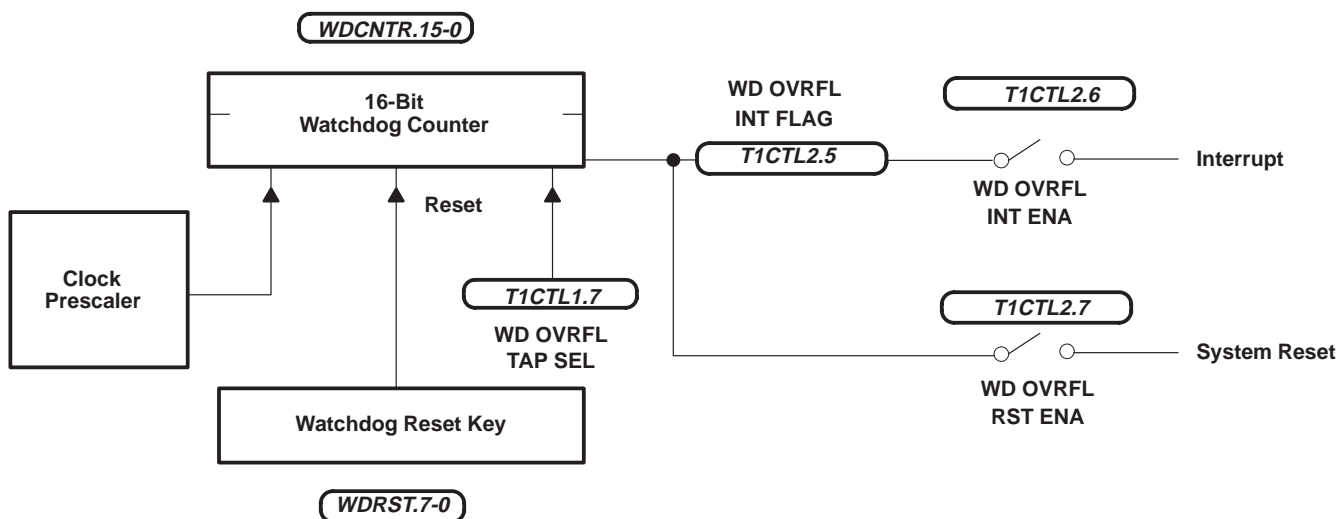 WDCNTR.15-0
16-Bit
Watchdog Counter
WD OVRFL
INT FLAG
T1CTL2.5
T1CTL2.6
WD OVRFL
INT ENA
Interrupt
Reset
Clock
Prescaler
T1CTL1.7
WD OVRFL
TAP SEL
T1CTL2.7
WD OVRFL
RST ENA
System Reset
Watchdog Reset Key
WDRST.7-0